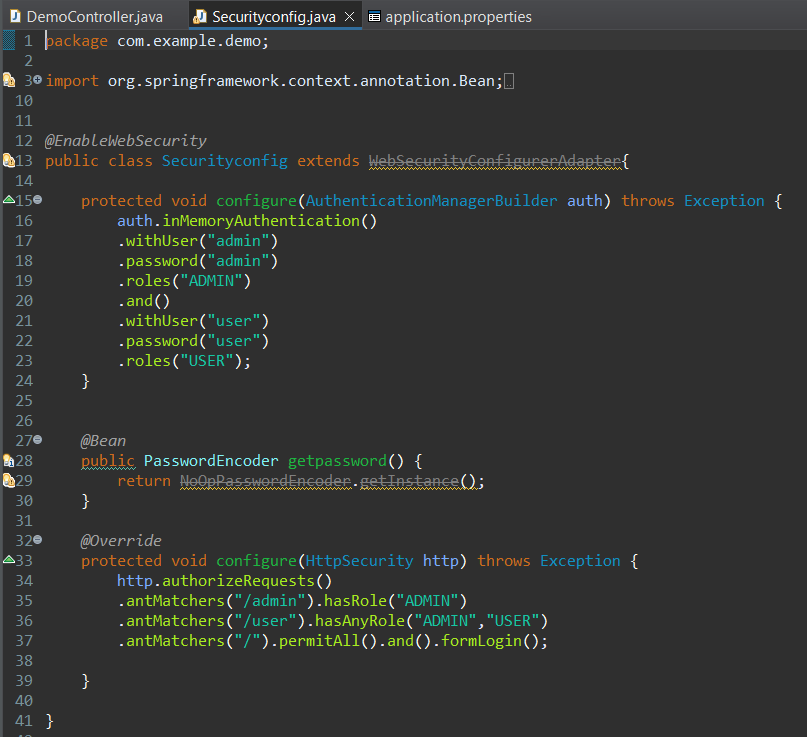 DemoController.java Securityconfig.java application.properties
1 package com.example.demo;
2
3 import org.springframework.context.annotation.Bean;
10
11
12 @EnableWebSecurity
13 public class Securityconfig extends WebSecurityConfigurerAdapter{
14
15 protected void configure(AuthenticationManagerBuilder auth) throws Exception {
16 auth.inMemoryAuthentication()
17 .withUser("admin")
18 .password("admin")
19 .roles("ADMIN")
20 .and()
21 .withUser("user")
22 .password("user")
23 .roles("USER");
24 }
25
26
27 @Bean
28 public PasswordEncoder getpassword() {
29 return NoOpPasswordEncoder.getInstance();
30 }
31
32 @Override
33 protected void configure(HttpSecurity http) throws Exception {
34 http.authorizeRequests()
35 .antMatchers("/admin").hasRole("ADMIN")
36 .antMatchers("/user").hasAnyRole("ADMIN","USER")
37 .antMatchers("/").permitAll().and().formLogin();
38
39 }
40
41 }